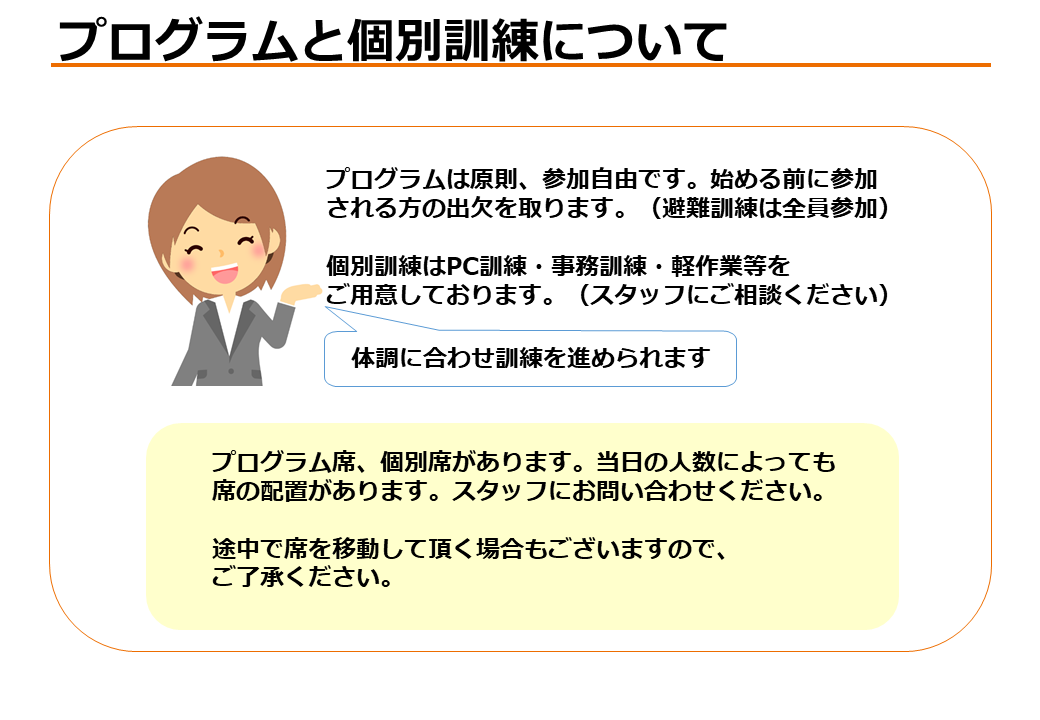 プログラムと個別訓練について
プログラムは原則、参加自由です。始める前に参加
される方の出欠を取ります。（避難訓練は全員参加）
個別訓練はPC訓練・事務訓練・軽作業等を
ご用意しております。（スタッフにご相談ください）
体調に合わせ訓練を進められます
プログラム席、個別席があります。当日の人数によっても
席の配置があります。スタッフにお問い合わせください。
途中で席を移動して頂く場合もございますので、
ご了承ください。